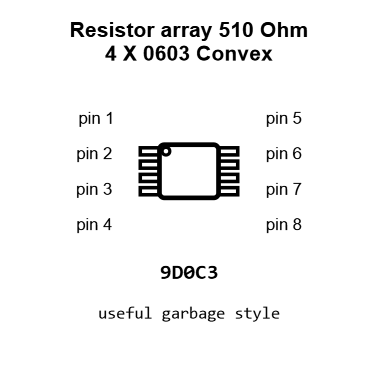 Resistor array 510 Ohm
4 X 0603 Convex
pin 1 pin 5
pin 2 pin 6
pin 3 pin 7
pin 4 pin 8
9D0C3
useful garbage style